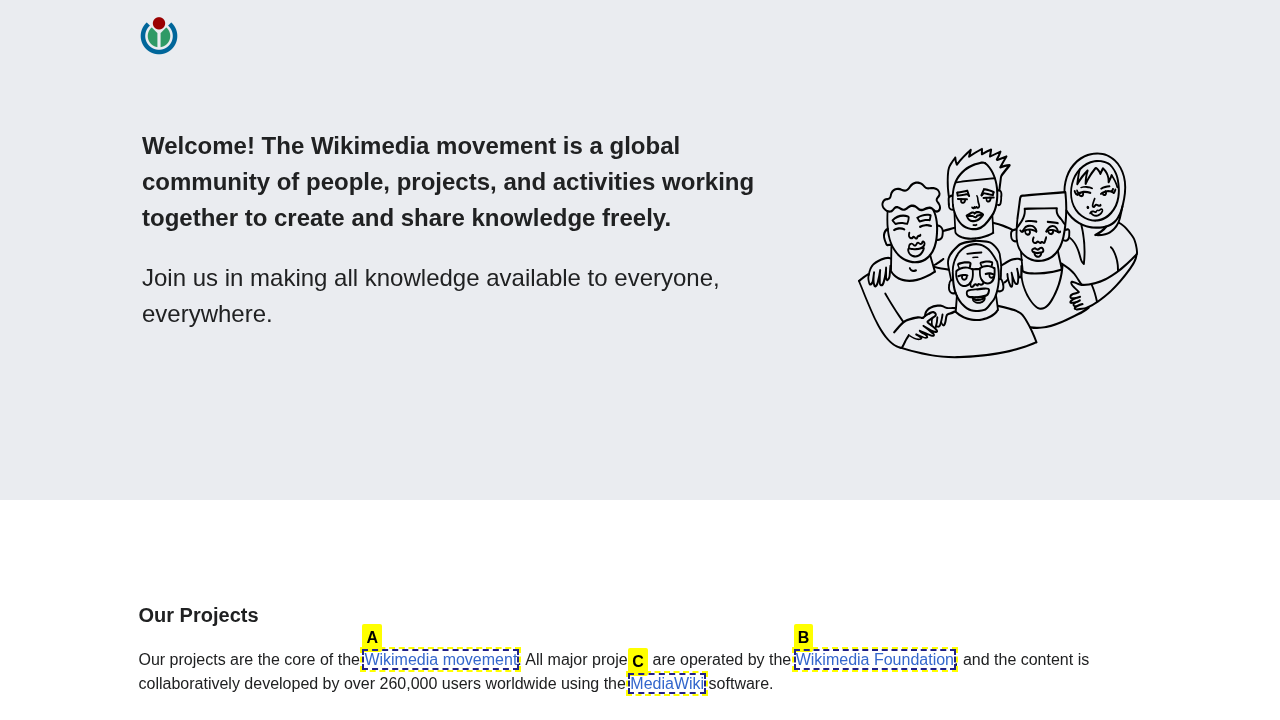 Welcome! The Wikimedia movement is a global
community of people, projects, and activities working
together to create and share knowledge freely.
Join us in making all knowledge available to everyone,
everywhere.
Our Projects
A B
Our projects are the core of the Wikimedia movement. All major proje C are operated by the Wikimedia Foundation, and the content is
collaboratively developed by over 260,000 users worldwide using the MediaWiki software.